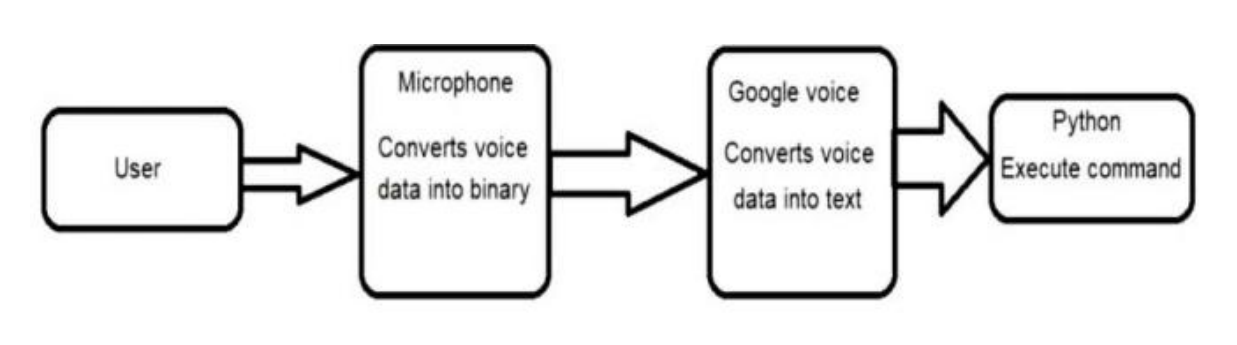 User
Microphone
Converts voice
data into binary
Google voice
Converts voice
data into text
Python
Execute command